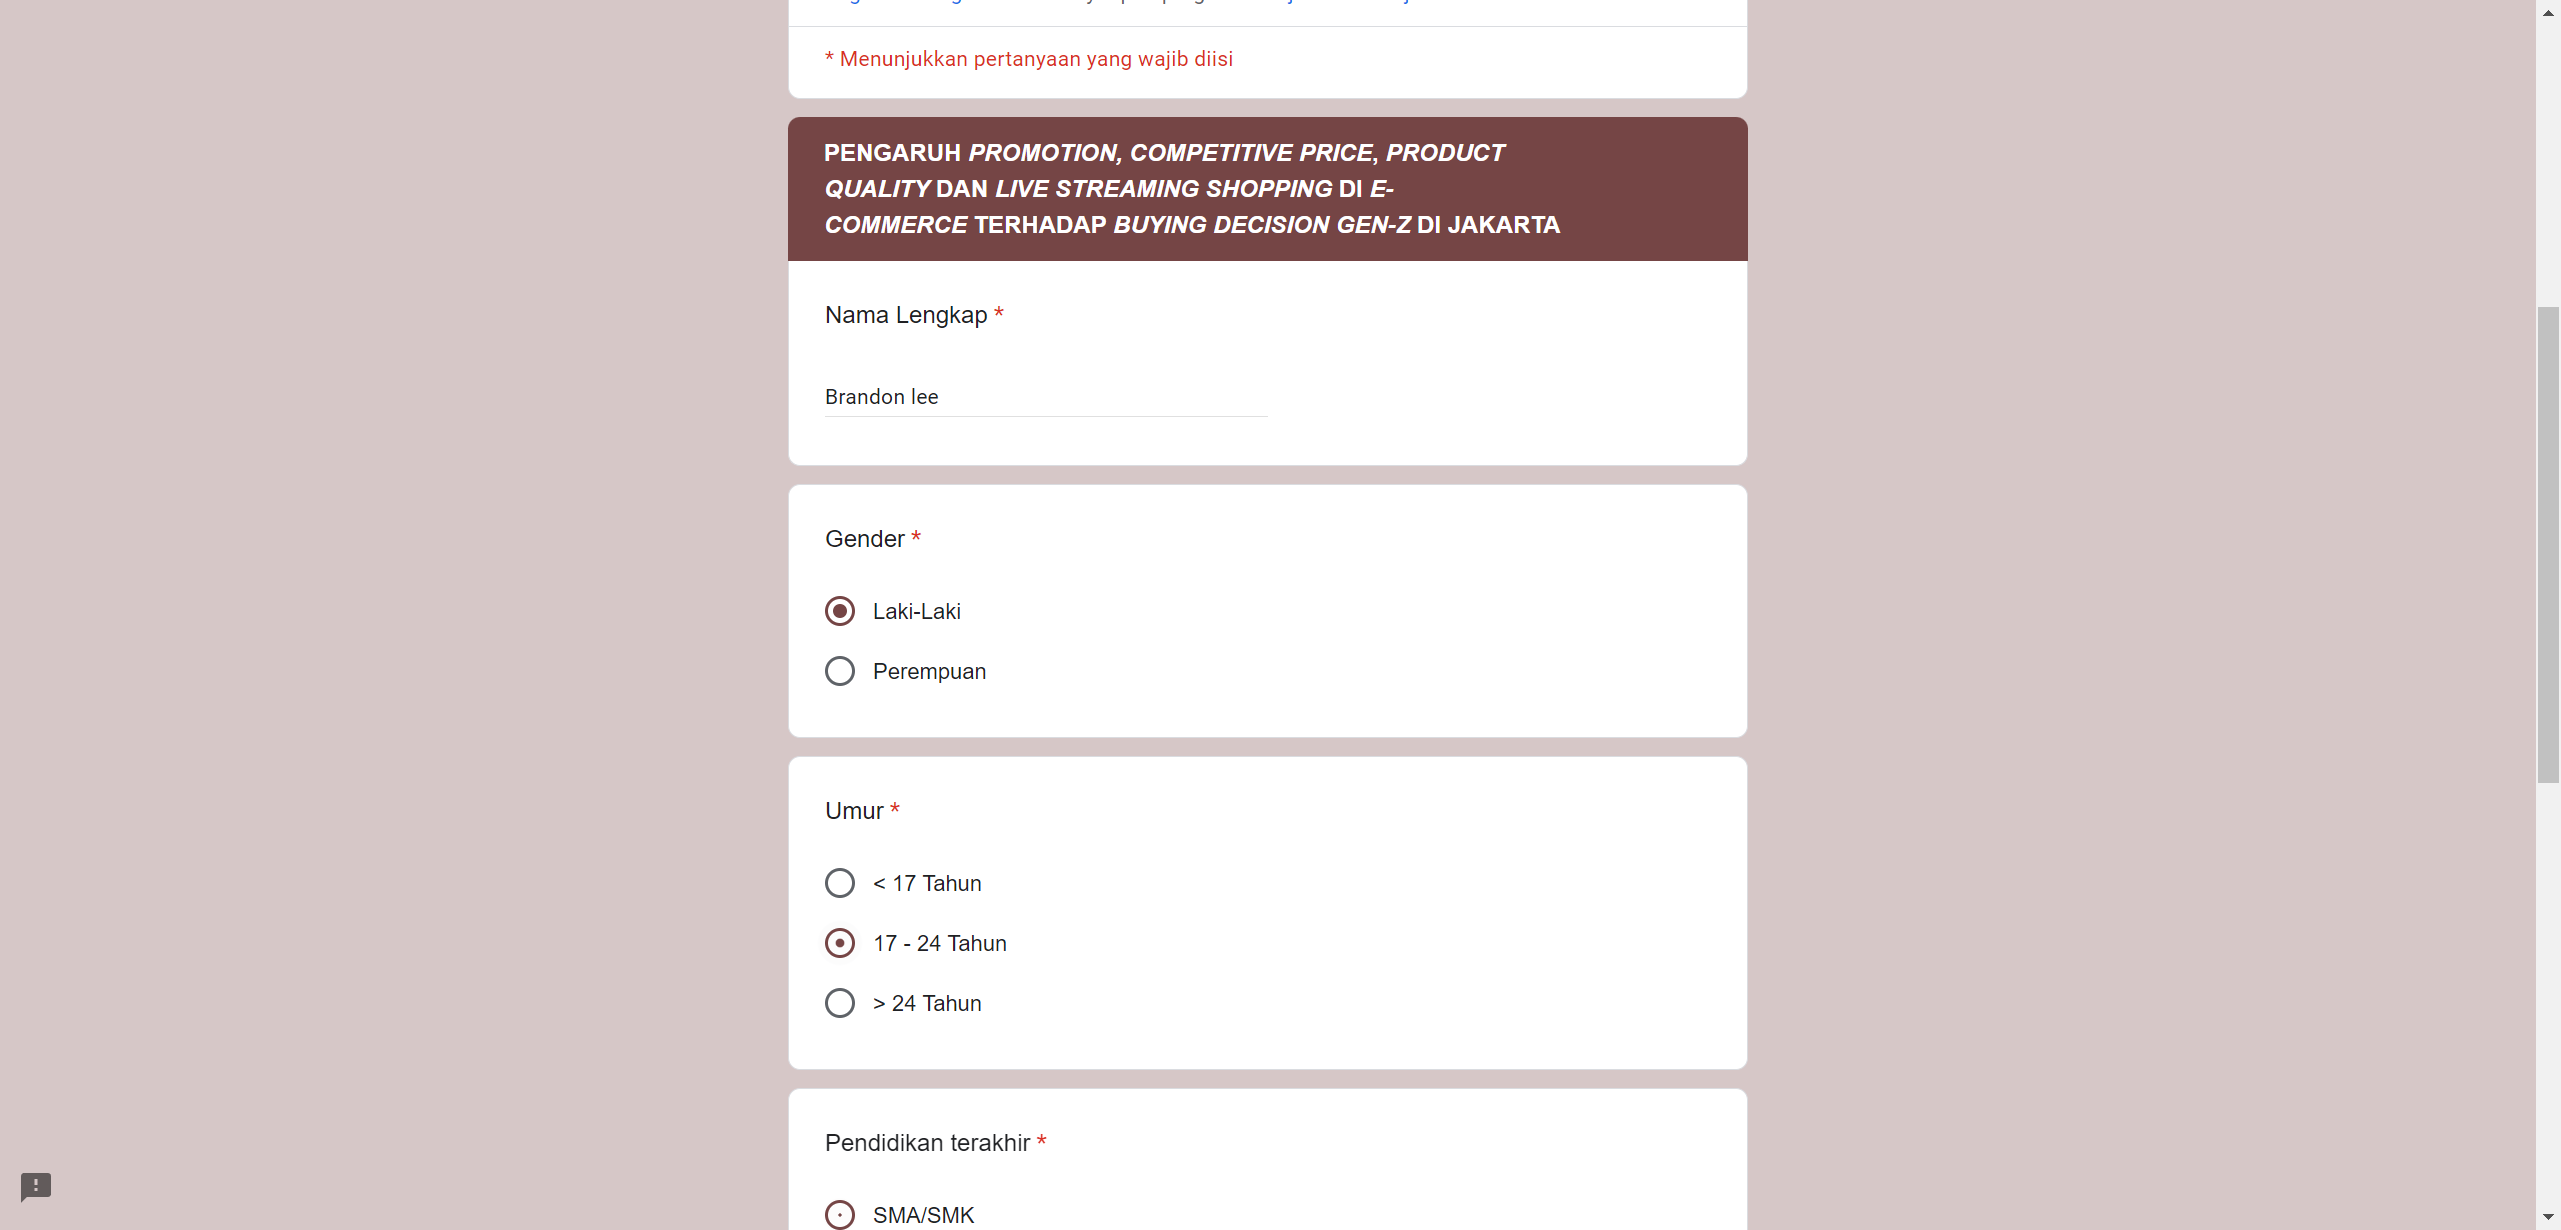 * Menunjukkan pertanyaan yang wajib diisi
PENGARUH PROMOTION, COMPETITIVE PRICE, PRODUCT
QUALITY DAN LIVE STREAMING SHOPPING DI E-
COMMERCE TERHADAP BUYING DECISION GEN-Z DI JAKARTA
Nama Lengkap *
Brandon lee
Gender *
Laki-Laki
Perempuan
Umur *
< 17 Tahun
17 - 24 Tahun
> 24 Tahun
Pendidikan terakhir *
SMA/SMK